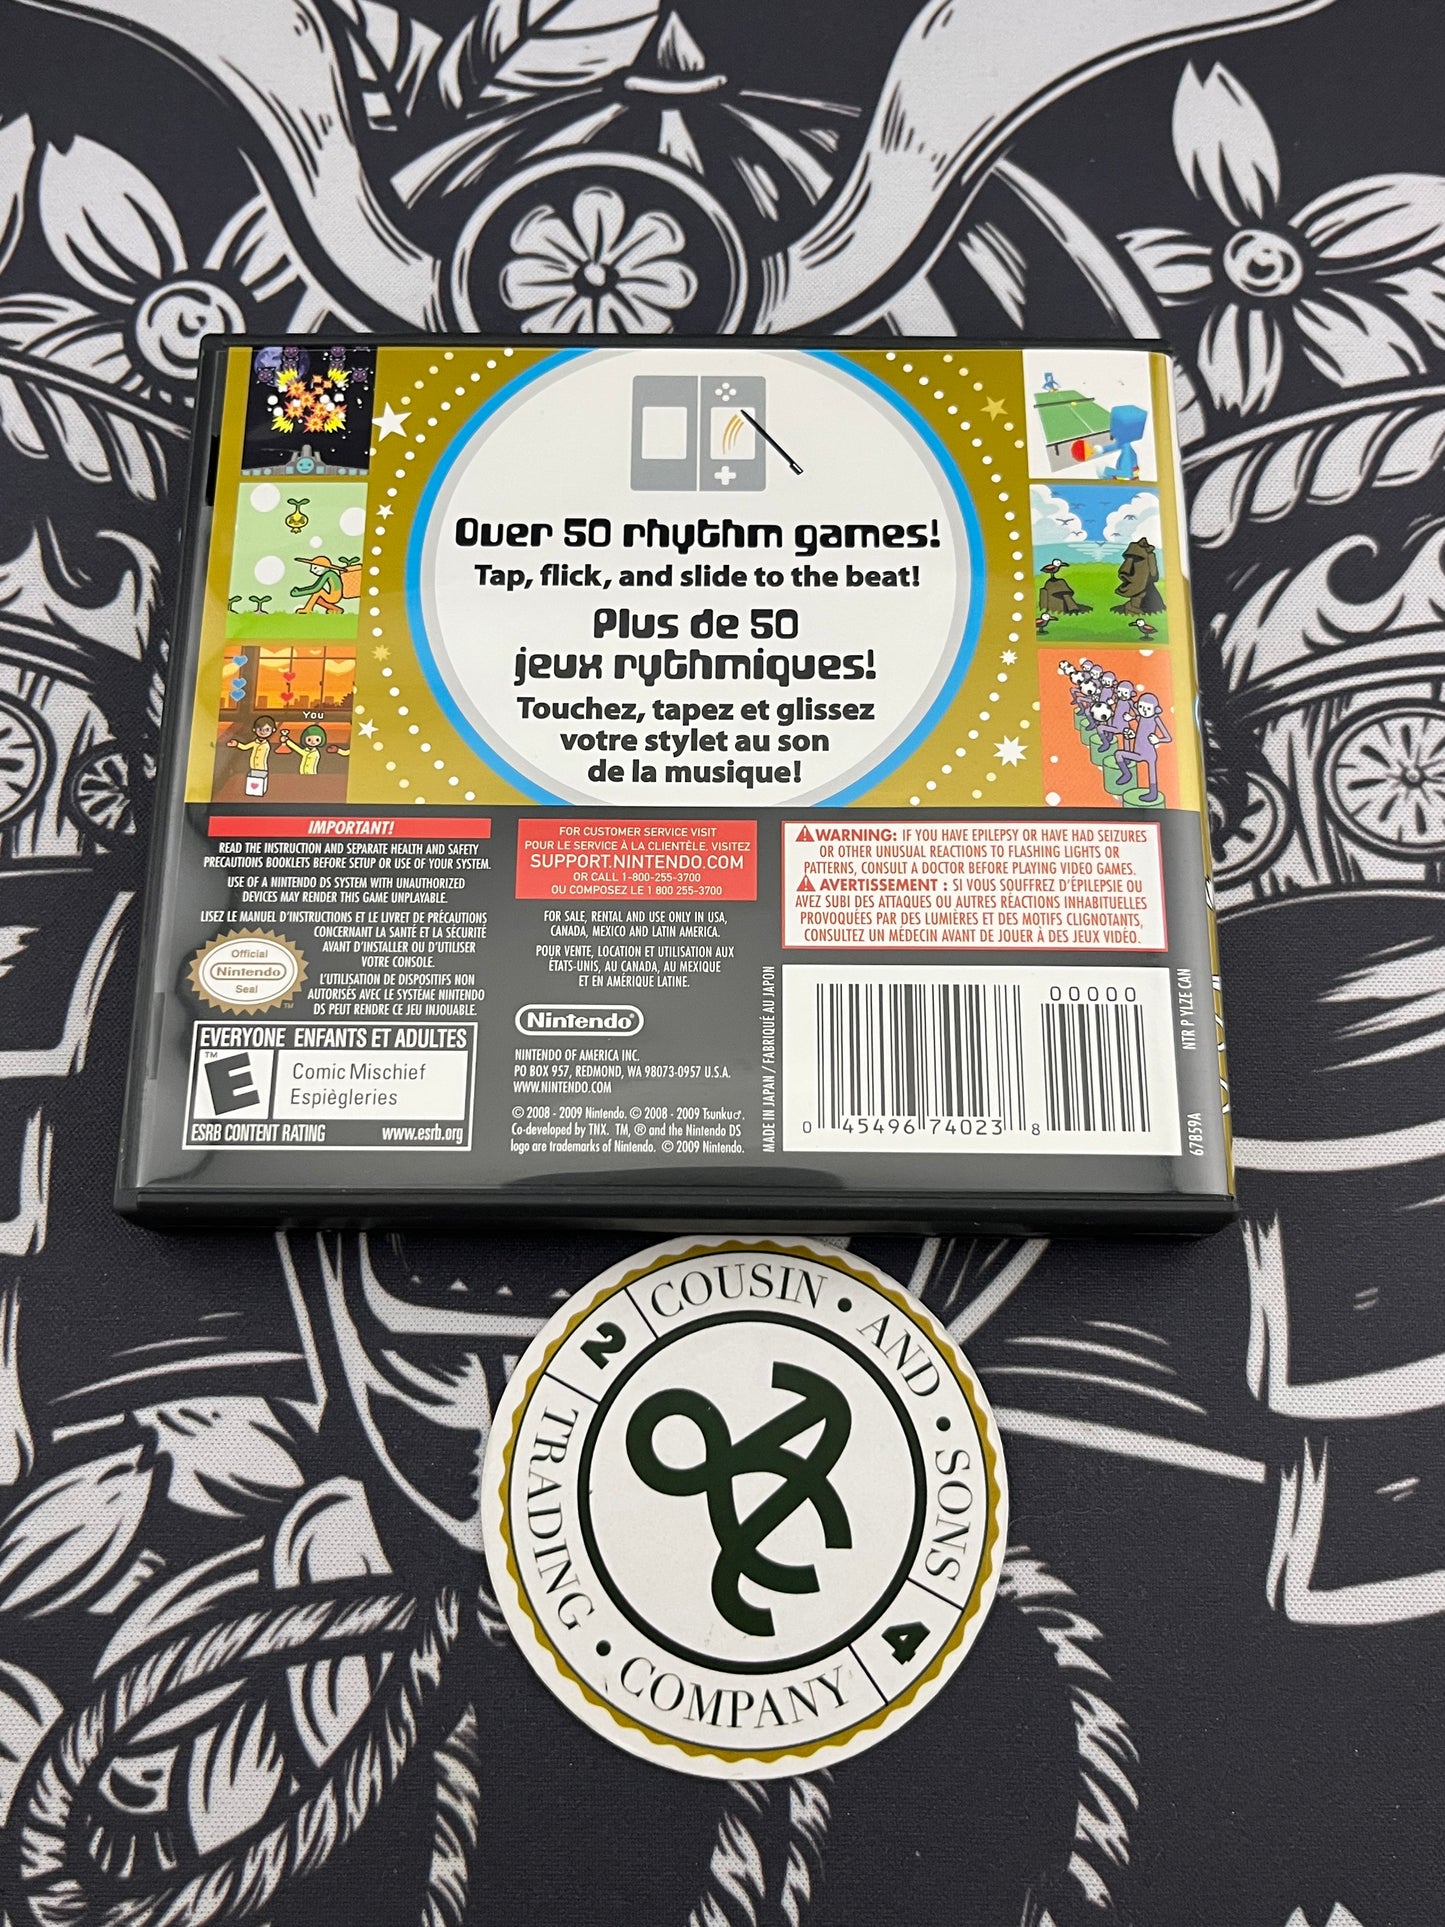 Over 50 rhythm games!
Tap, flick, and slide to the beat!
Plus de 50
jeux rythmiques!
Touchez, tapez et glissez
votre stylet au son
de la musique!
You
IMPORTANT!
READ THE INSTRUCTION AND SEPARATE HEALTH AND SAFETY
PRECAUTIONS BOOKLETS BEFORE SETUP OR USE OF YOUR SYSTEM.
USE OF A NINTENDO DS SYSTEM WITH UNAUTHORIZED
DEVICES MAY RENDER THIS GAME UNPLAYABLE.
LISEZ LE MANUEL D'INSTRUCTIONS ET LE LIVRET DE PRÉCAUTIONS
CONCERNANT LA SANTÉ ET LA SÉCURITÉ
AVANT D'INSTALLER OU D'UTILISER
VOTRE CONSOLE.
L'UTILISATION DE DISPOSITIFS NON
AUTORISÉS AVEC LE SYSTÈME NINTENDO
DS PEUT RENDRE CE JEU INJOUABLE.
Official
Nintendo
Seal
TM
EVERYONE ENFANTS ET ADULTES
TM
E
Comic Mischief
Espiègleries
ESRB CONTENT RATING www.esrb.org
FOR CUSTOMER SERVICE VISIT
POUR LE SERVICE À LA CLIENTÈLE, VISITEZ
SUPPORT.NINTENDO.COM
OR CALL 1-800-255-3700
OU COMPOSEZ LE 1 800 255-3700
FOR SALE, RENTAL AND USE ONLY IN USA,
CANADA, MEXICO AND LATIN AMERICA.
POUR VENTE, LOCATION ET UTILISATION AUX
ÉTATS-UNIS, AU CANADA, AU MEXIQUE
ET EN AMÉRIQUE LATINE.
Nintendo®
NINTENDO OF AMERICA INC.
PO BOX 957, REDMOND, WA 98073-0957 U.S.A.
WWW.NINTENDO.COM
© 2008 - 2009 Nintendo. © 2008 - 2009 Tsunku♂.
Co-developed by TNX. TM, ® and the Nintendo DS
logo are trademarks of Nintendo. © 2009 Nintendo.
WARNING: IF YOU HAVE EPILEPSY OR HAVE HAD SEIZURES
OR OTHER UNUSUAL REACTIONS TO FLASHING LIGHTS OR
PATTERNS, CONSULT A DOCTOR BEFORE PLAYING VIDEO GAMES.
AVERTISSEMENT : SI VOUS SOUFFREZ D'ÉPILEPSIE OU
AVEZ SUBI DES ATTAQUES OU AUTRES RÉACTIONS INHABITUELLES
PROVOQUÉES PAR DES LUMIÈRES ET DES MOTIFS CLIGNOTANTS,
CONSULTEZ UN MÉDECIN AVANT DE JOUER À DES JEUX VIDÉO.
MADE IN JAPAN / FABRIQUÉ AU JAPON
00000
0 45496 74023 8
67859A NTR P YLZE CAN
COUSIN • AND • SONS
TRADING • COMPANY
2
4